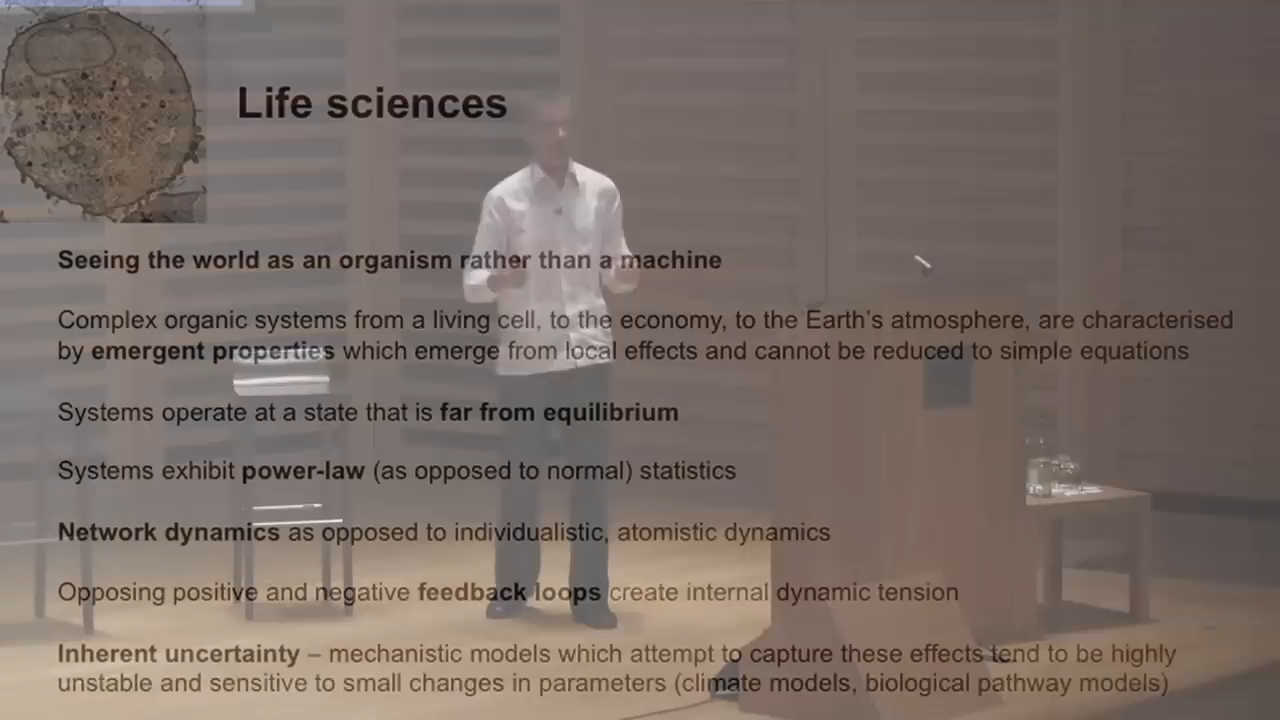 Life sciences
Seeing the world as an organism rather than a machine
Complex organic systems from a living cell, to the economy, to the Earth's atmosphere, are characterised
by emergent properties which emerge from local effects and cannot be reduced to simple equations
Systems operate at a state that is far from equilibrium
Systems exhibit power-law (as opposed to normal) statistics
Network dynamics as opposed to individualistic, atomistic dynamics
Opposing positive and negative feedback loops create internal dynamic tension
Inherent uncertainty – mechanistic models which attempt to capture these effects tend to be highly
unstable and sensitive to small changes in parameters (climate models, biological pathway models)